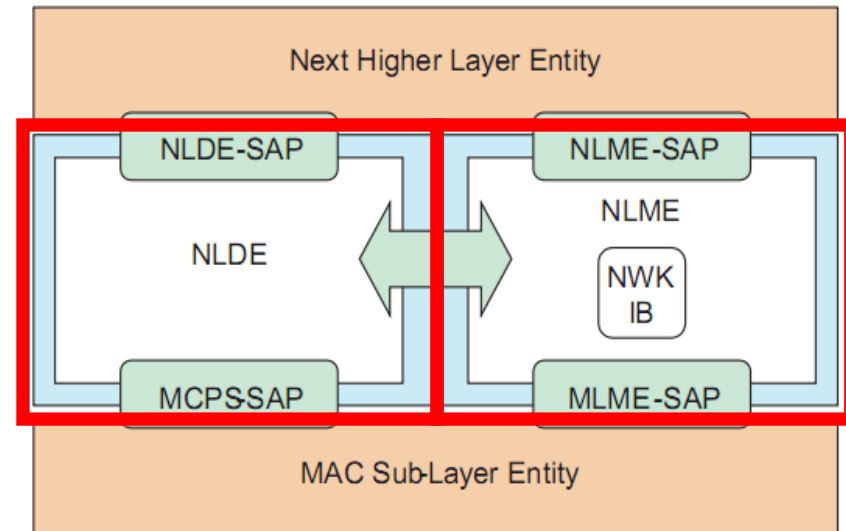 Next Higher Layer Entity
NLDE-SAP
NLME-SAP
NLDE
NLME
NWK
IB
MCPS-SAP
MLME-SAP
MAC Sub-Layer Entity